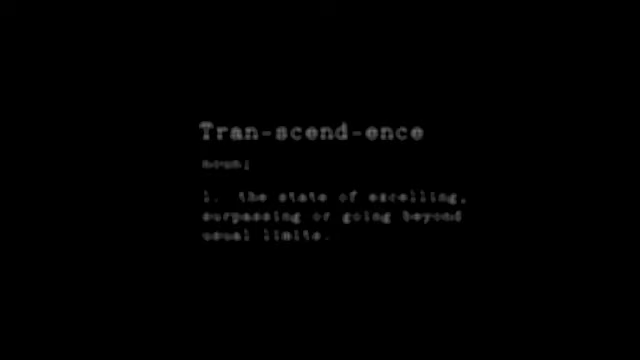 Tran-scend-ence
noun;
1. the state of excelling,
surpassing or going beyond
usual limits.